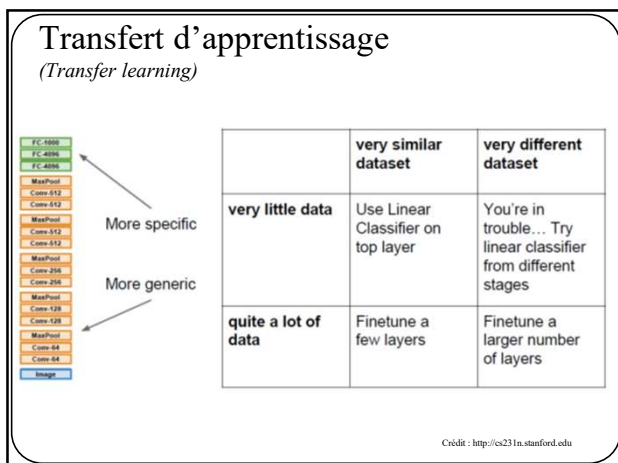 Transfert d'apprentissage
(Transfer learning)
FC-1000
FC-4096
FC-4096
MaxPool
Conv-512
Conv-512
MaxPool
Conv-512
Conv-512
MaxPool
Conv-256
Conv-256
MaxPool
Conv-128
Conv-128
MaxPool
Conv-64
Conv-64
Image
More specific
More generic
very similar
dataset
very different
dataset
very little data
Use Linear
Classifier on
top layer
You're in
trouble... Try
linear classifier
from different
stages
quite a lot of
data
Finetune a
few layers
Finetune a
larger number
of layers
Crédit : http://cs231n.stanford.edu